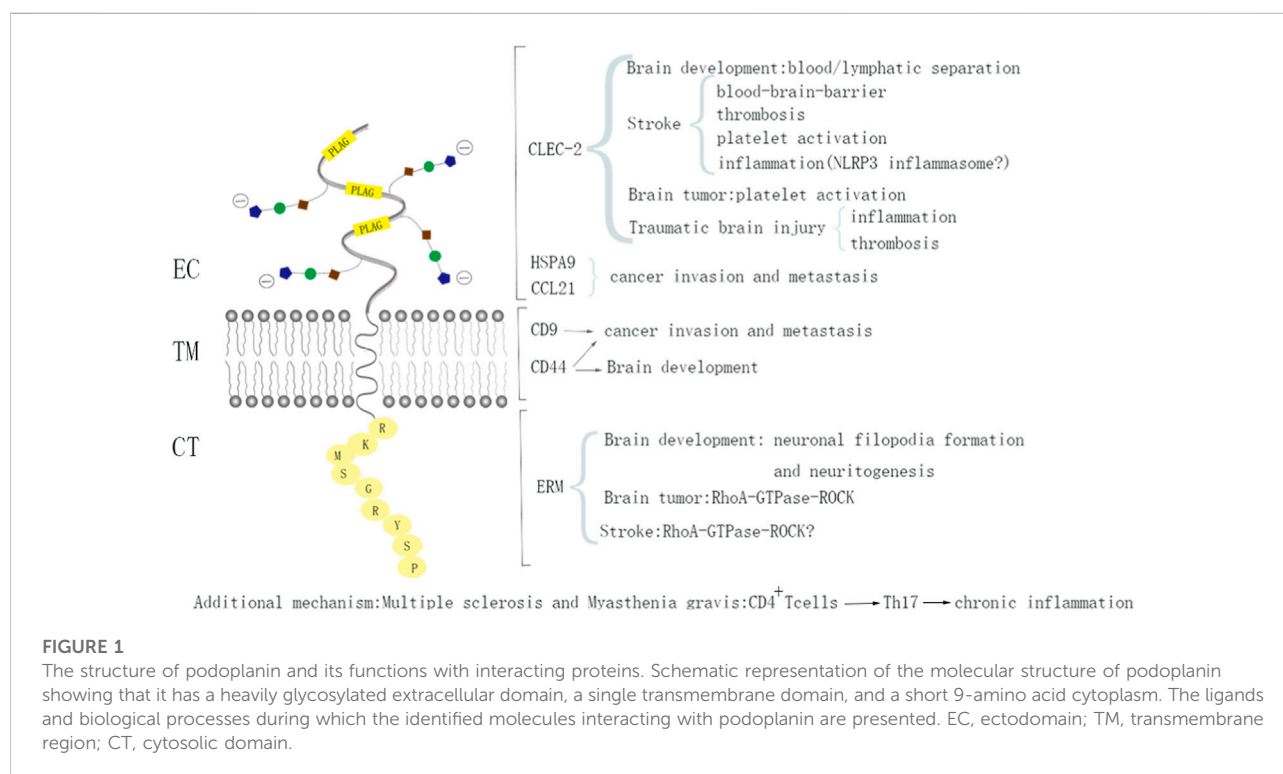 PLAG
PLAG
PLAG
EC
TM
CT
R
K
M
S
G
R
Y
S
P
CLEC-2
Brain development:blood/lymphatic separation
Stroke
blood-brain-barrier
thrombosis
platelet activation
inflammation(NLRP3 inflammasome?)
Brain tumor:platelet activation
Traumatic brain injury
inflammation
thrombosis
HSPA9
CCL21
cancer invasion and metastasis
CD9
cancer invasion and metastasis
CD44
Brain development
ERM
Brain development: neuronal filopodia formation
and neuritogenesis
Brain tumor:RhoA-GTPase-ROCK
Stroke:RhoA-GTPase-ROCK?
Additional mechanism:Multiple sclerosis and Myasthenia gravis:CD4+Tcells → Th17 → chronic inflammation
FIGURE 1
The structure of podoplanin and its functions with interacting proteins. Schematic representation of the molecular structure of podoplanin
showing that it has a heavily glycosylated extracellular domain, a single transmembrane domain, and a short 9-amino acid cytoplasm. The ligands
and biological processes during which the identified molecules interacting with podoplanin are presented. EC, ectodomain; TM, transmembrane
region; CT, cytosolic domain.